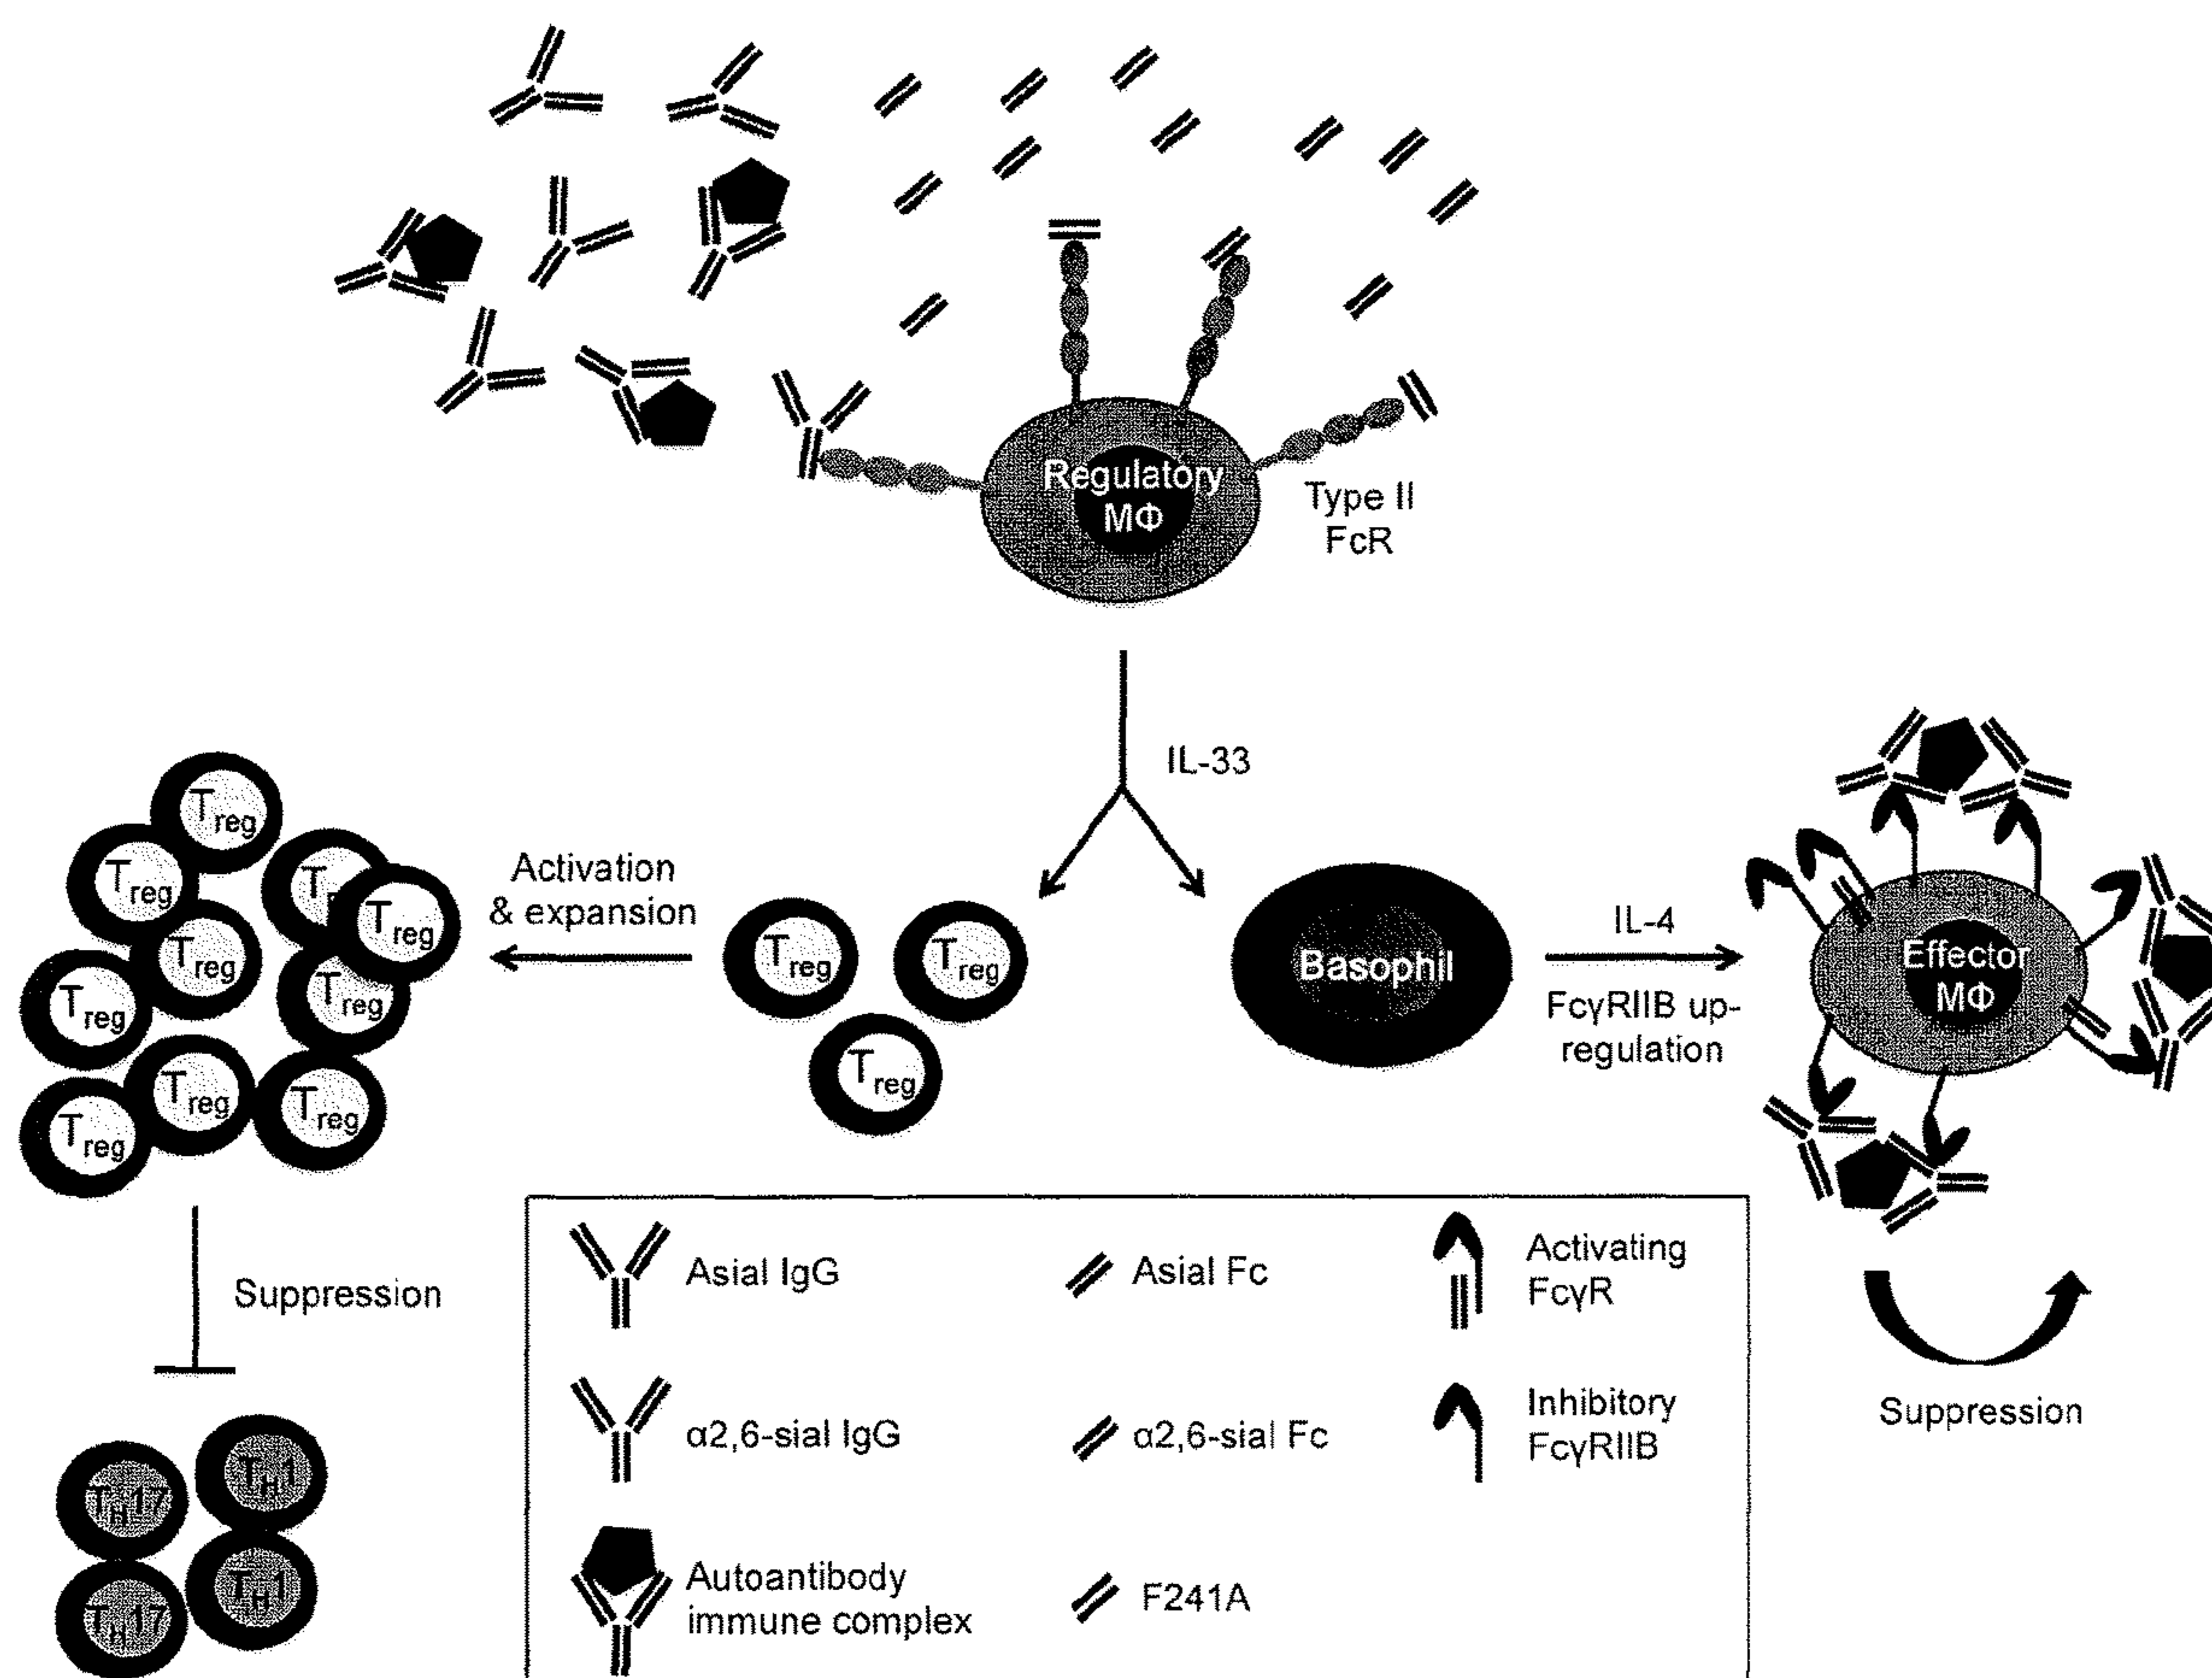 Regulatory
MΦ
Type II
FcR
IL-33
Treg
Treg
Treg
Treg
Treg
Treg
Treg
Treg
Treg
Treg
Activation
& expansion
Treg
Treg
Treg
Basophil
IL-4
FcγRIIB up-
regulation
Effector
MΦ
Suppression
Suppression
TH17
TH1
TH17
TH1
Asial IgG
Asial Fc
Activating
FcγR
α2,6-sial IgG
α2,6-sial Fc
Inhibitory
FcγRIIB
Autoantibody
immune complex
F241A